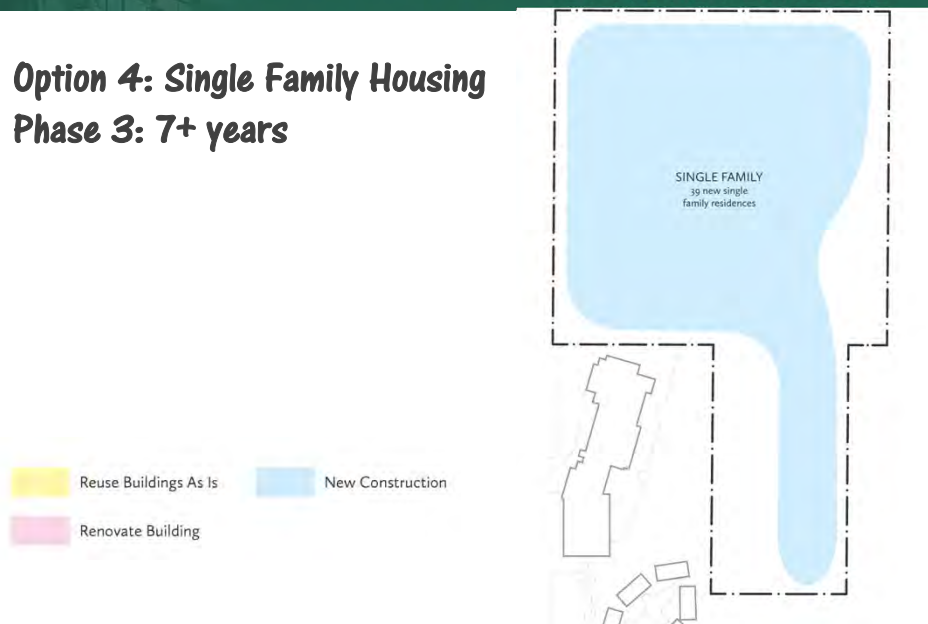 Option 4: Single Family Housing
Phase 3: 7+ years
SINGLE FAMILY
39 new single
family residences
Reuse Buildings As Is
New Construction
Renovate Building